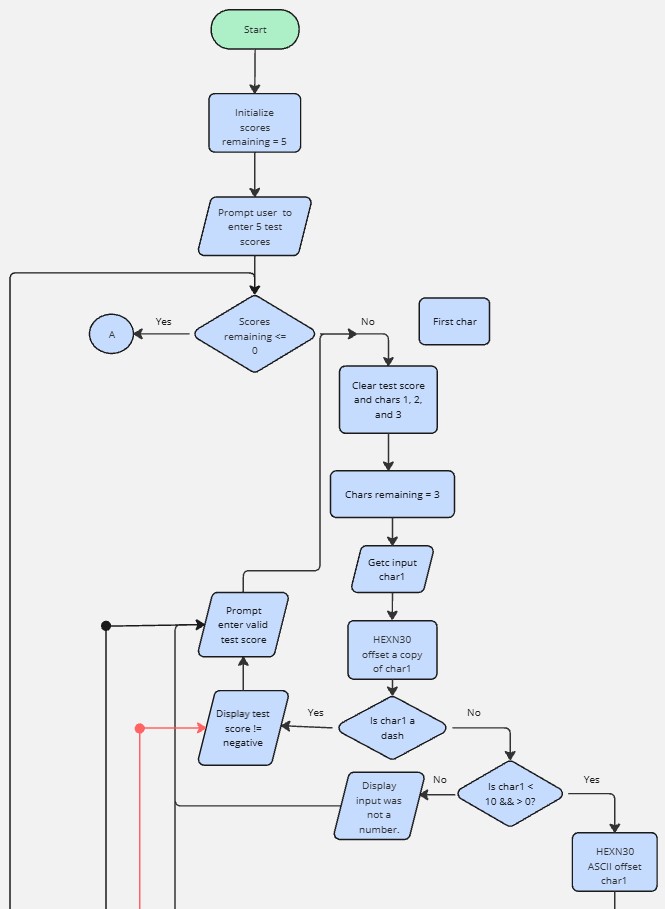 Start
Initialize
scores
remaining = 5
Prompt user to
enter 5 test
scores
Scores
remaining <=
0
Yes
A
No
First char
Clear test score
and chars 1, 2,
and 3
Chars remaining = 3
Getc input
char1
Prompt
enter valid
test score
HEXN30
offset a copy
of char1
Display test
score !=
negative
Yes
Is char1 a
dash
No
Display
input was
not a
number.
No
Is char1 <
10 && > 0?
Yes
HEXN30
ASCII offset
char1